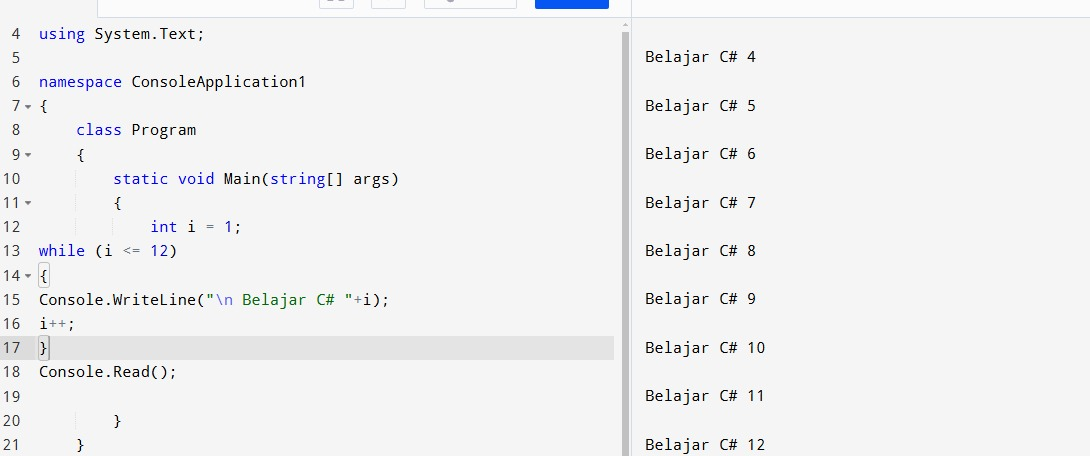 4 using System.Text;
5
6 namespace ConsoleApplication1
7 {
8 class Program
9 {
10 static void Main(string[] args)
11 {
12 int i = 1;
13 while (i <= 12)
14 {
15 Console.WriteLine("\n Belajar C# "+i);
16 i++;
17 }
18 Console.Read();
19
20 }
21 }
Belajar C# 4
Belajar C# 5
Belajar C# 6
Belajar C# 7
Belajar C# 8
Belajar C# 9
Belajar C# 10
Belajar C# 11
Belajar C# 12